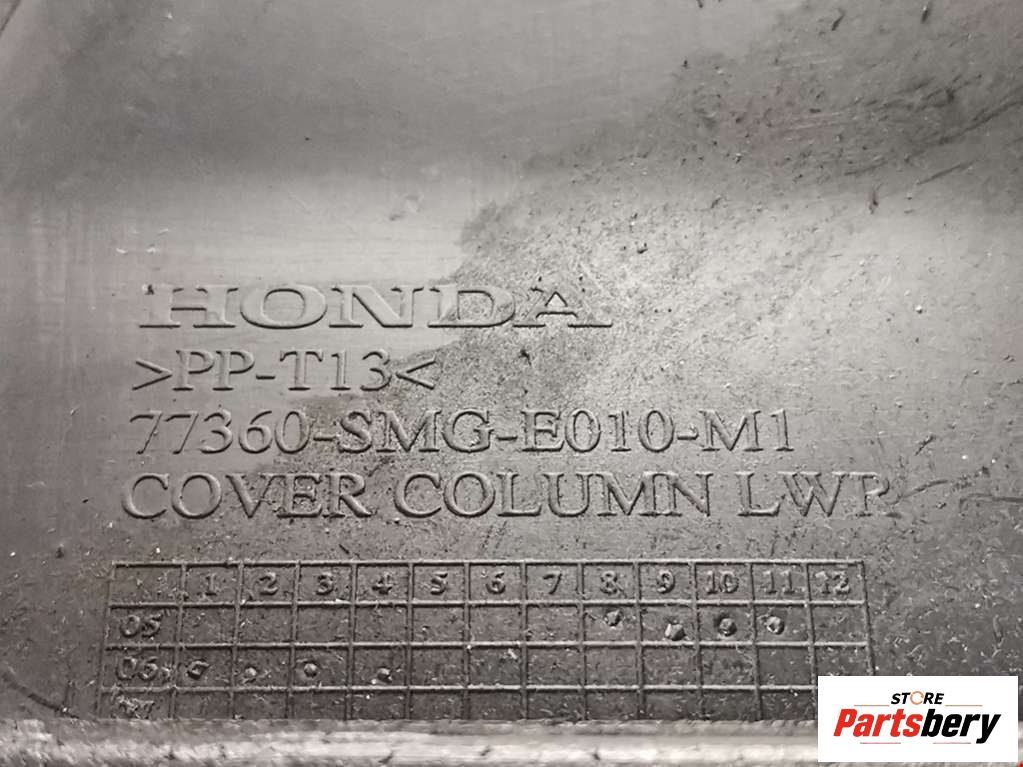 HONDA
>PP-T13<
77360-SMG-E010-M1
COVER COLUMN LWR
1 2 3 4 5 6 7 8 9 10 11 12
05
06
STORE
Partsbery